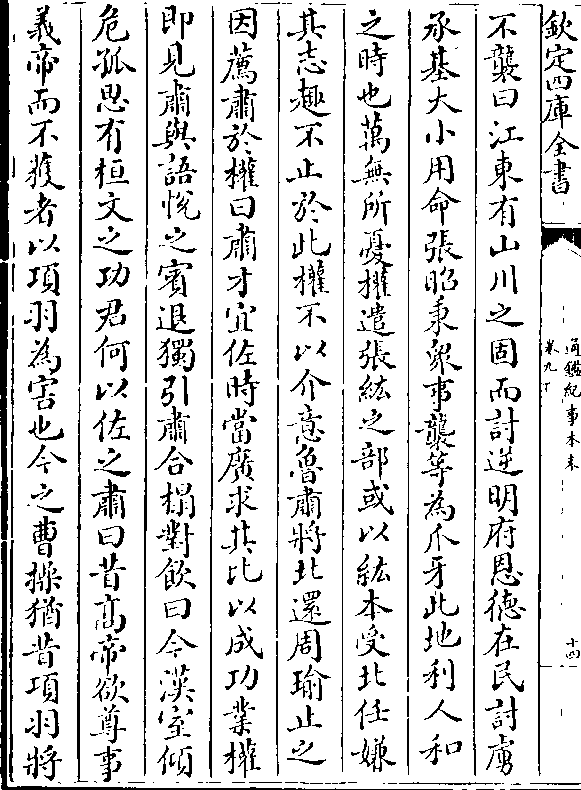 欽定四庫全書
通鑑紀事本末
卷九下
十四
不襲曰江東有山川之固而討逆明府恩德在民討虜
承基大小用命張昭秉衆事襲等為爪牙此地利人和
之時也萬無所憂權遣張紘之部或以紘本受北任嫌
其志趣不止於此權不以介意魯肅將北還周瑜止之
因薦肅於權曰肅才宜佐時當廣求其比以成功業權
即見肅與語恱之賓退獨引肅合榻對飲曰今漢室傾
危孤思有桓文之功君何以佐之肅曰昔髙帝欲尊事
義帝而不獲者以項羽為害也今之曹操猶昔項羽將